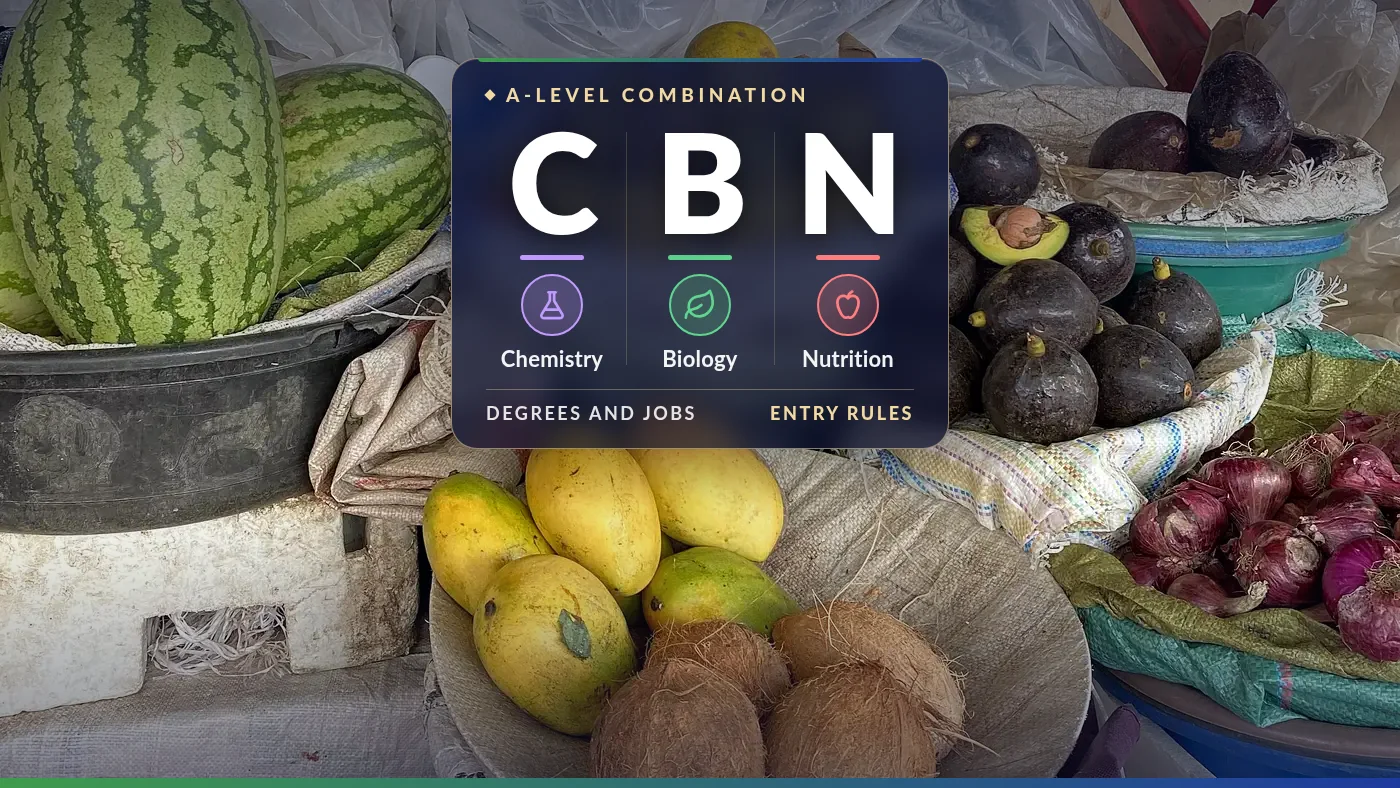 A-LEVEL COMBINATION
C B N
Chemistry Biology Nutrition
DEGREES AND JOBS ENTRY RULES